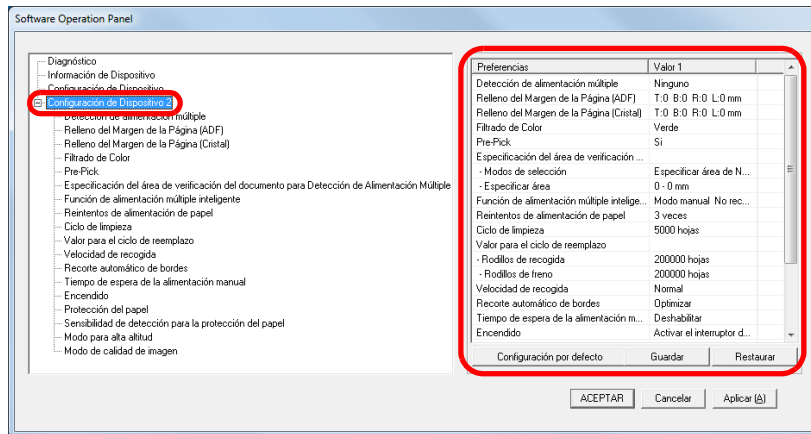 Software Operation Panel
Diagnóstico
Información de Dispositivo
Configuración de Dispositivo
Configuración de Dispositivo 2
Detección de alimentación múltiple
Relleno del Margen de la Página (ADF)
Relleno del Margen de la Página (Cristal)
Filtrado de Color
Pre-Pick
Especificación del área de verificación del documento para Detección de Alimentación Múltiple
Función de alimentación múltiple inteligente
Reintentos de alimentación de papel
Ciclo de limpieza
Valor para el ciclo de reemplazo
Velocidad de recogida
Recorte automático de bordes
Tiempo de espera de la alimentación manual
Encendido
Protección del papel
Sensibilidad de detección para la protección del papel
Modo para alta altitud
Modo de calidad de imagen
Preferencias Valor 1
Detección de alimentación múltiple Ninguno
Relleno del Margen de la Página (ADF) T:0 B:0 R:0 L:0 mm
Relleno del Margen de la Página (Cristal) T:0 B:0 R:0 L:0 mm
Filtrado de Color Verde
Pre-Pick Si
Especificación del área de verificación ...
- Modos de selección Especificar área de N...
- Especificar área 0 - 0 mm
Función de alimentación múltiple intelige... Modo manual No rec...
Reintentos de alimentación de papel 3 veces
Ciclo de limpieza 5000 hojas
Valor para el ciclo de reemplazo
- Rodillos de recogida 200000 hojas
- Rodillos de freno 200000 hojas
Velocidad de recogida Normal
Recorte automático de bordes Optimizar
Tiempo de espera de la alimentación m... Deshabilitar
Encendido Activar el interruptor d...
Configuración por defecto Guardar Restaurar
ACEPTAR Cancelar Aplicar (A)